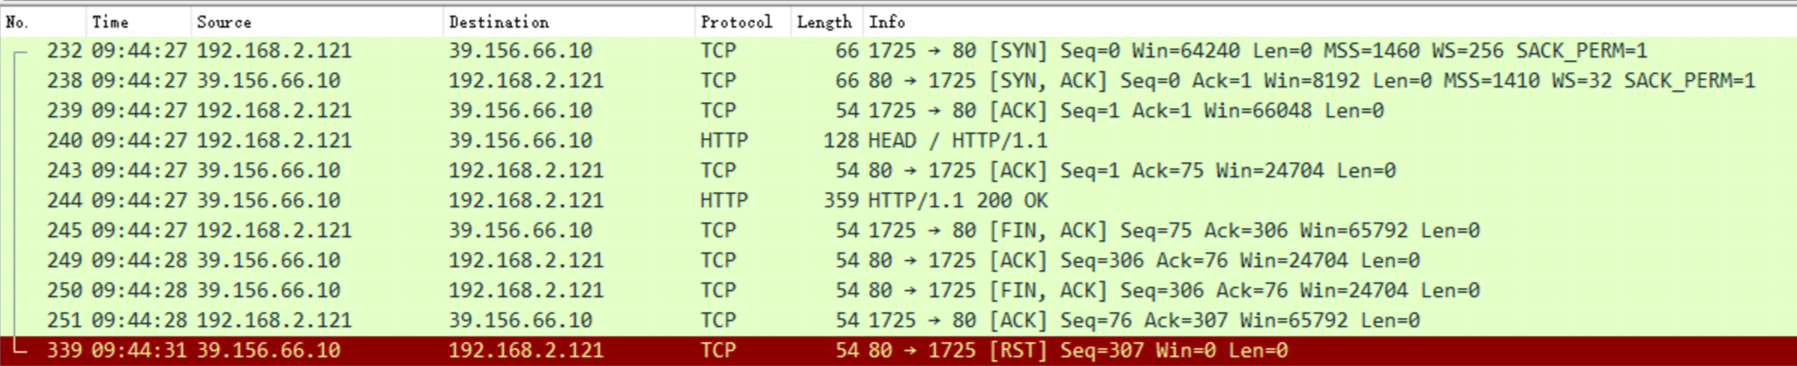 No. Time Source Destination Protocol Length Info
232 09:44:27 192.168.2.121 39.156.66.10 TCP 66 1725 → 80 [SYN] Seq=0 Win=64240 Len=0 MSS=1460 WS=256 SACK_PERM=1
238 09:44:27 39.156.66.10 192.168.2.121 TCP 66 80 → 1725 [SYN, ACK] Seq=0 Ack=1 Win=8192 Len=0 MSS=1410 WS=32 SACK_PERM=1
239 09:44:27 192.168.2.121 39.156.66.10 TCP 54 1725 → 80 [ACK] Seq=1 Ack=1 Win=66048 Len=0
240 09:44:27 192.168.2.121 39.156.66.10 HTTP 128 HEAD / HTTP/1.1
243 09:44:27 39.156.66.10 192.168.2.121 TCP 54 80 → 1725 [ACK] Seq=1 Ack=75 Win=24704 Len=0
244 09:44:27 39.156.66.10 192.168.2.121 HTTP 359 HTTP/1.1 200 OK
245 09:44:27 192.168.2.121 39.156.66.10 TCP 54 1725 → 80 [FIN, ACK] Seq=75 Ack=306 Win=65792 Len=0
249 09:44:28 39.156.66.10 192.168.2.121 TCP 54 80 → 1725 [ACK] Seq=306 Ack=76 Win=24704 Len=0
250 09:44:28 39.156.66.10 192.168.2.121 TCP 54 80 → 1725 [FIN, ACK] Seq=306 Ack=76 Win=24704 Len=0
251 09:44:28 192.168.2.121 39.156.66.10 TCP 54 1725 → 80 [ACK] Seq=76 Ack=307 Win=65792 Len=0
339 09:44:31 39.156.66.10 192.168.2.121 TCP 54 80 → 1725 [RST] Seq=307 Win=0 Len=0